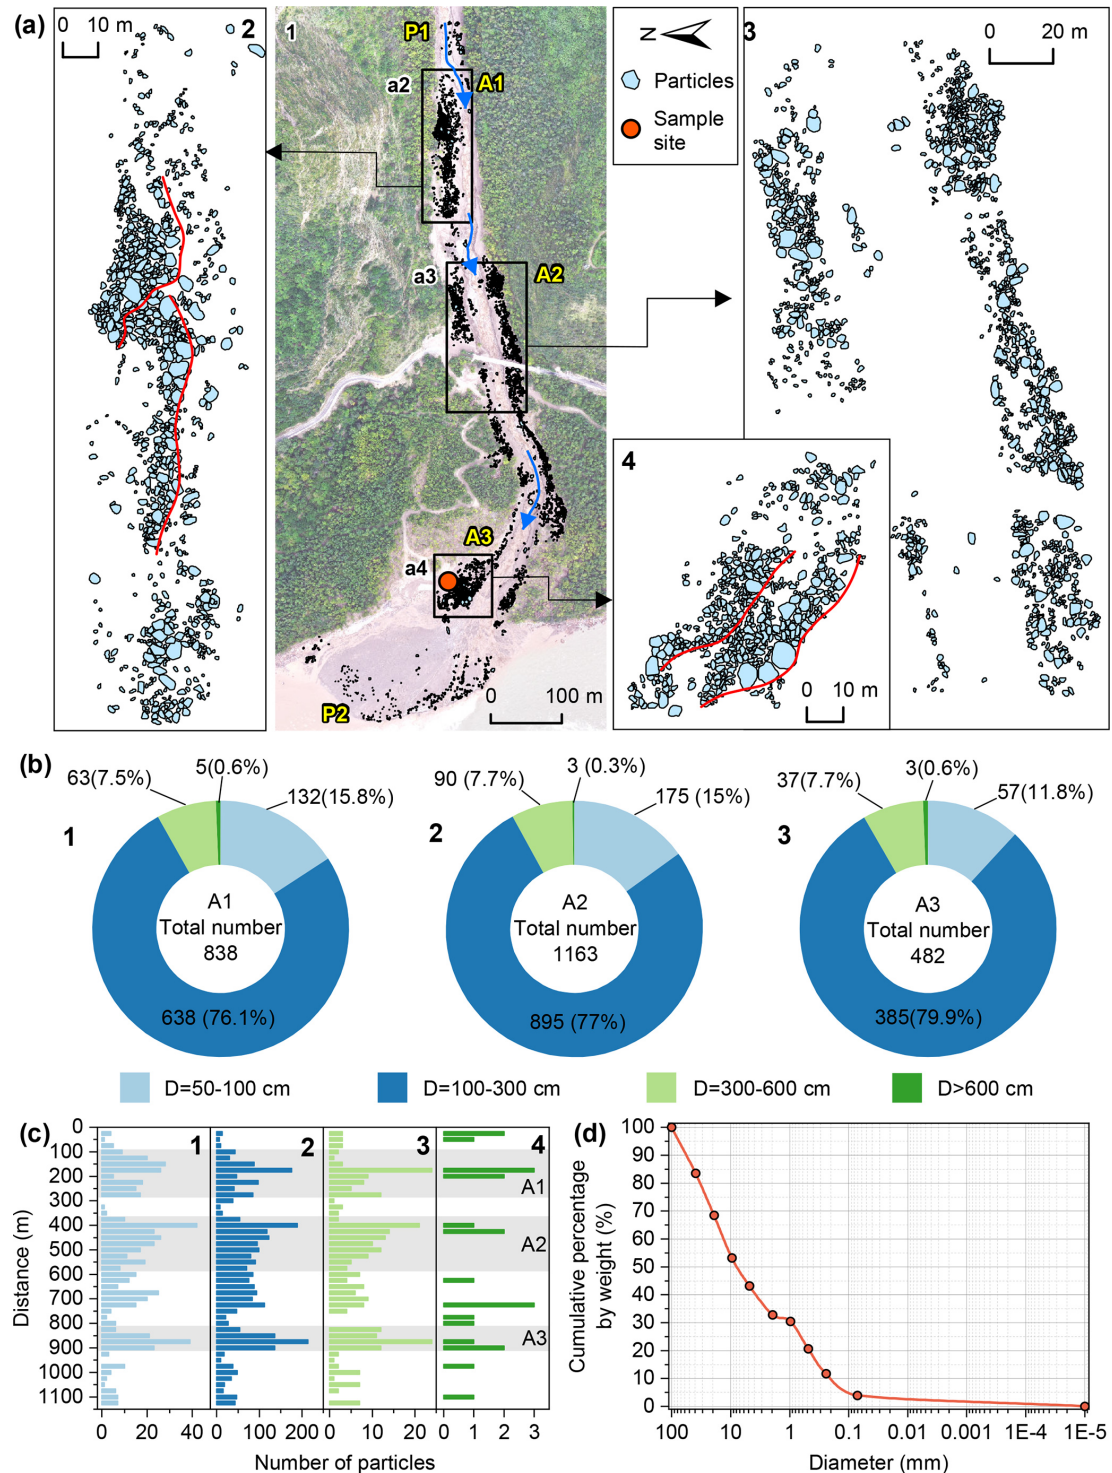 (a)
0 10 m
2
1
P1
a2
A1
a3
A2
A3
a4
P2
0 100 m
N
Particles
Sample
site
3
0 20 m
4
0 10 m
(b)
63(7.5%)
5(0.6%)
132(15.8%)
1
A1
Total number
838
638 (76.1%)
90 (7.7%)
3 (0.3%)
175 (15%)
2
A2
Total number
1163
895 (77%)
37(7.7%)
3(0.6%)
57(11.8%)
3
A3
Total number
482
385(79.9%)
D=50-100 cm
D=100-300 cm
D=300-600 cm
D>600 cm
(c)
Distance (m)
0
100
200
300
400
500
600
700
800
900
1000
1100
1
2
3
4
A1
A2
A3
0 20 40
0 100 200
0 10 20
0 1 2 3
Number of particles
(d)
Cumulative percentage
by weight (%)
100
90
80
70
60
50
40
30
20
10
0
100 10 1 0.1 0.01 0.001 1E-4 1E-5
Diameter (mm)